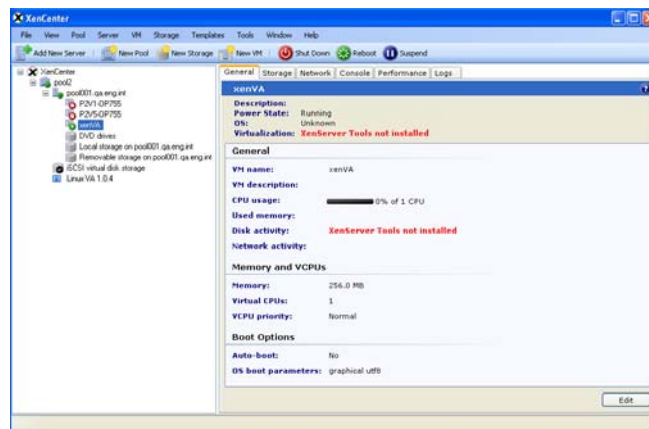 XenCenter
File View Pool Server VM Storage Templates Tools Window Help
Add New Server New Pool New Storage New VM Shut Down Reboot Suspend
XenCenter
pool2
pool001.qa.eng.int
P2V1-OP755
P2V5-OP755
xenVA
DVD drives
Local storage on pool001.qa.eng.int
Removable storage on pool001.qa.eng.int
iSCSI virtual disk storage
Linux VA 1.0.4
General Storage Network Console Performance Logs
xenVA
Description:
Power State: Running
OS: Unknown
Virtualization: XenServer Tools not installed
General
VM name: xenVA
VM description:
CPU usage: 0% of 1 CPU
Used memory:
Disk activity: XenServer Tools not installed
Network activity:
Memory and VCPUs
Memory: 256.0 MB
Virtual CPUs: 1
VCPU priority: Normal
Boot Options
Auto-boot: No
OS boot parameters: graphical utf8
Edit